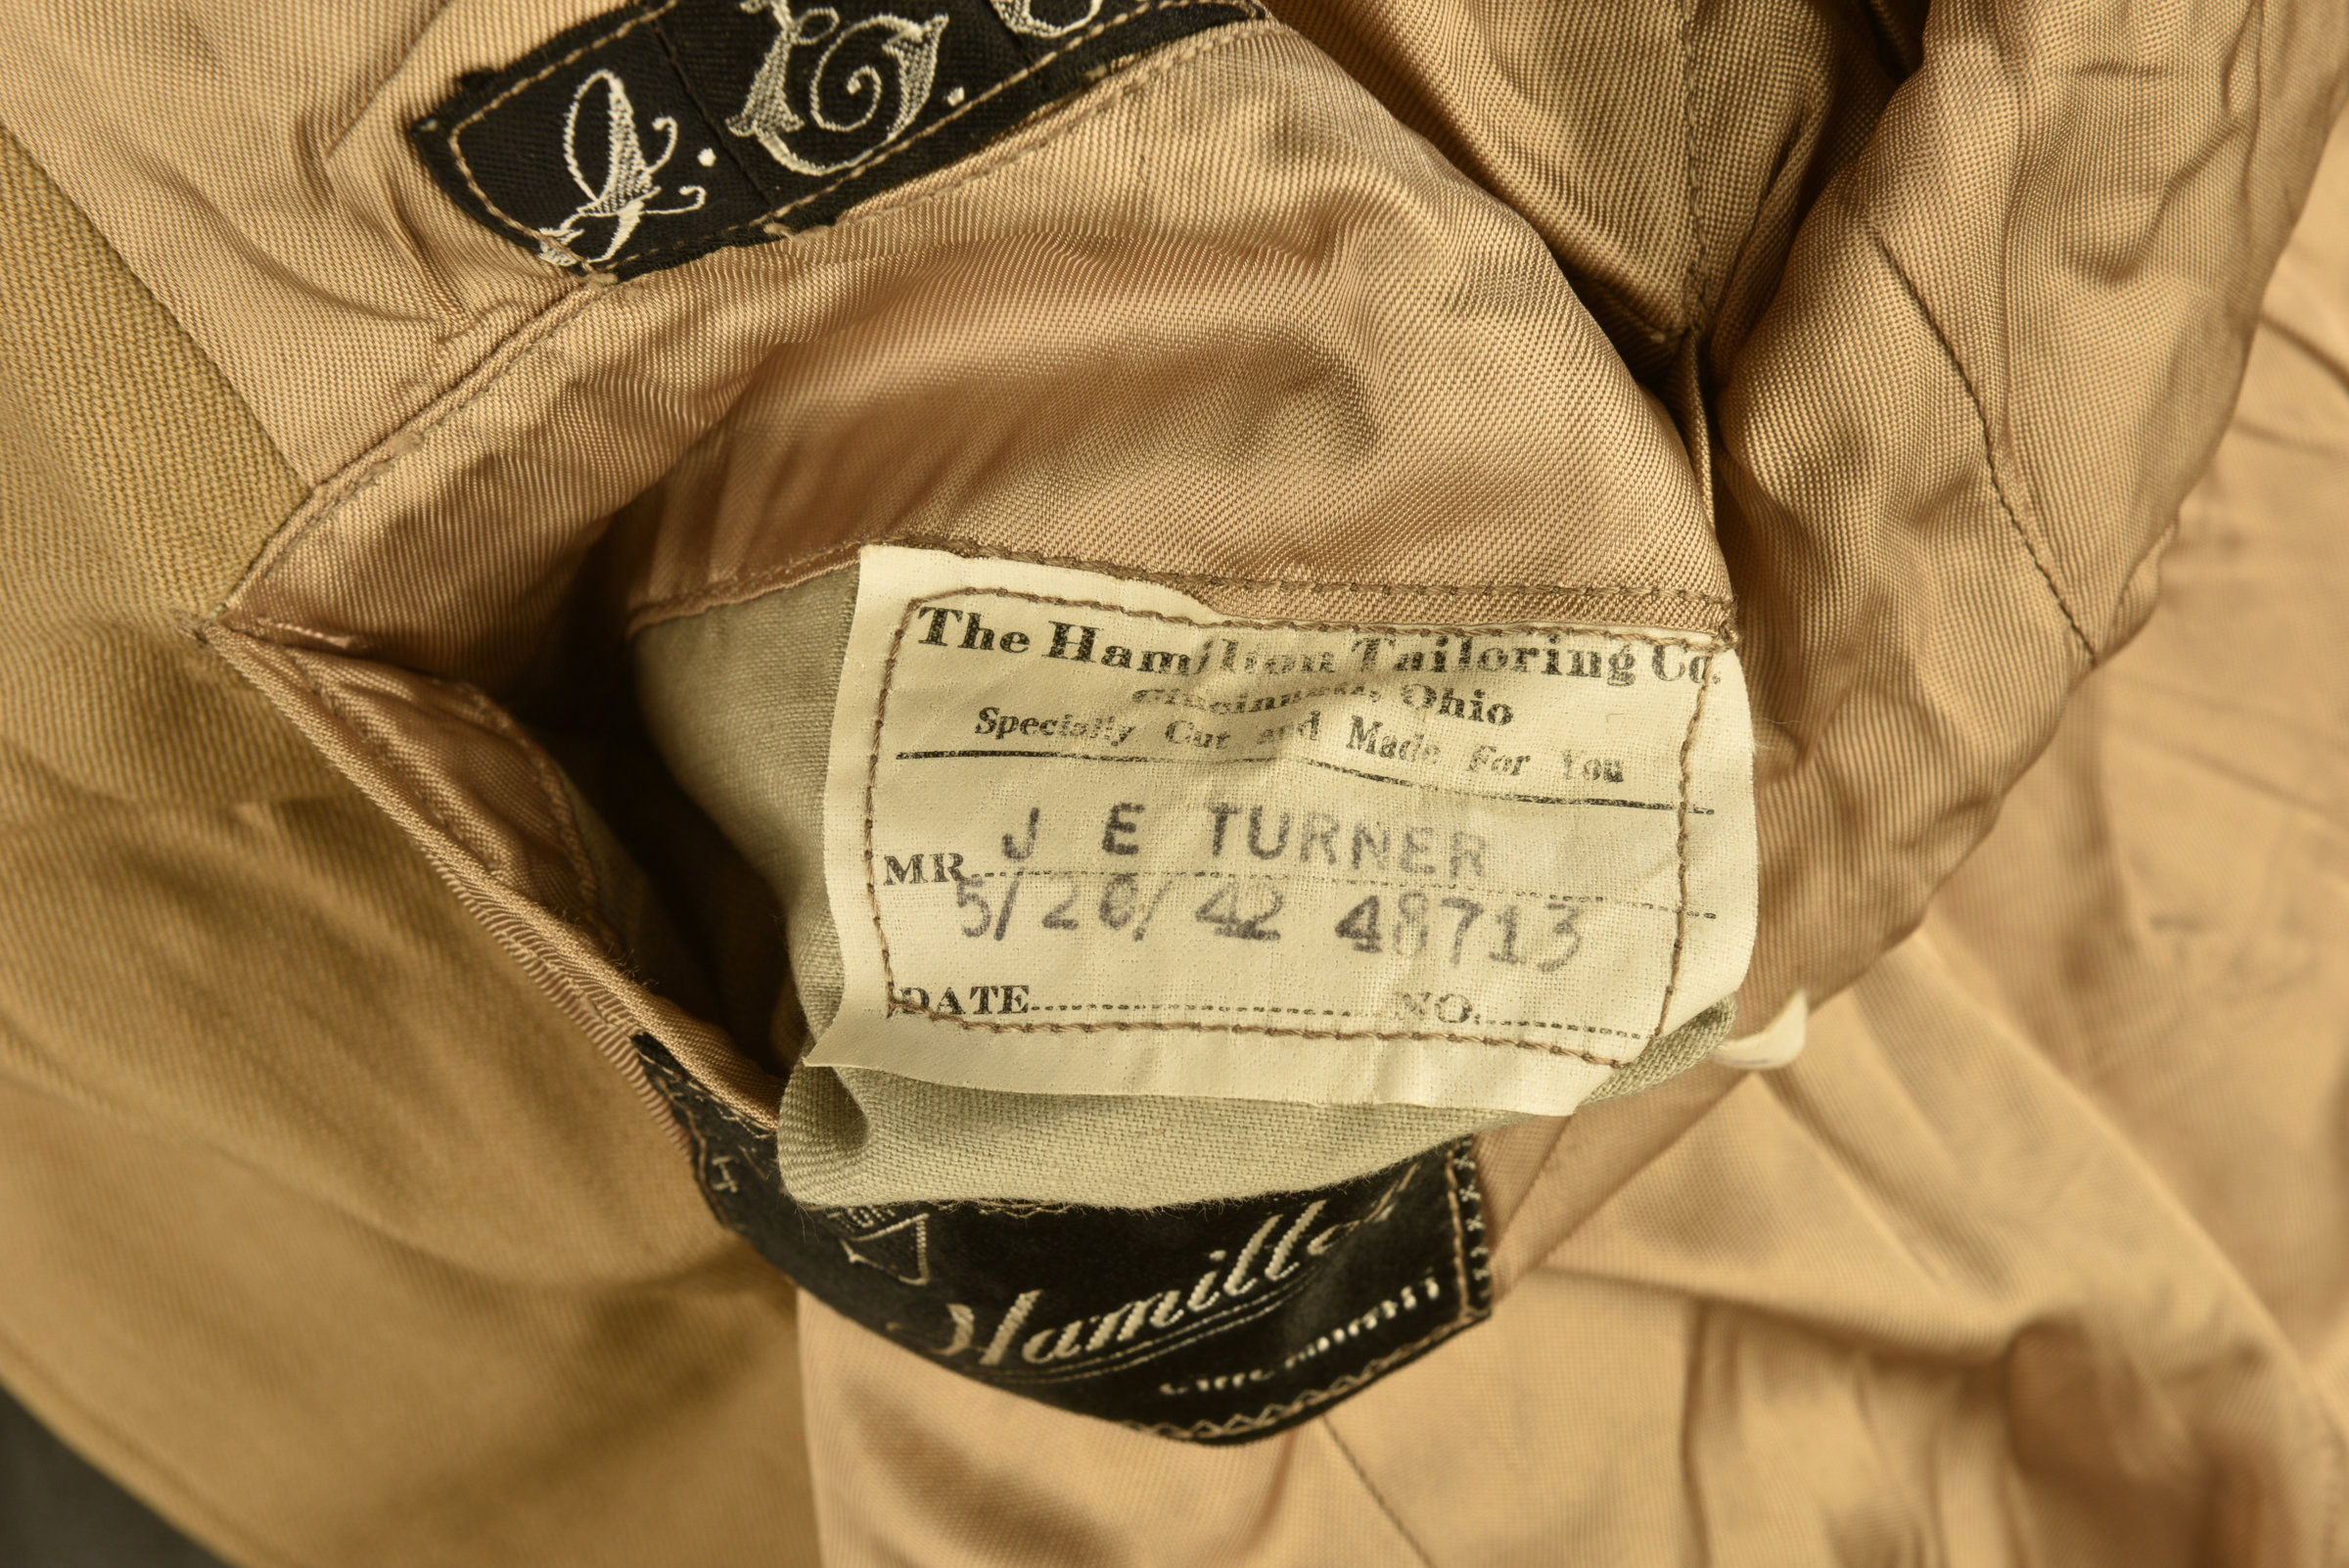 J. E.
The Hamilton Tailoring Co.
Cincinnati, Ohio
Specially Cut and Made For You
MR. J E TURNER
5/26/42 48713
DATE NO.
Hamilton